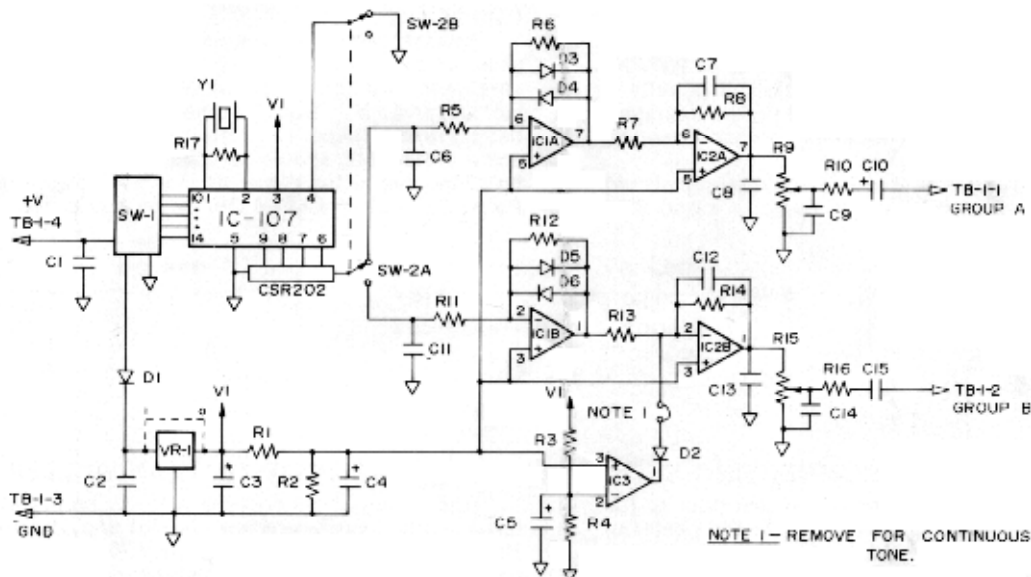 SW-2B
Y1
V1
R17
10 1 2 3 4
IC-107
14 5 9 8 7 6
SW-1
+V
TB-1-4
C1
CSR202
SW-2A
C6
R5
R6
D3
D4
6
5
7
IC1A
R7
C7
R8
6
5
7
IC2A
C8
R9
R10 C10
+
C9
TB-1-1
GROUP A
R11
C11
R12
D5
D6
2
3
1
IC1B
R13
C12
R14
2
3
1
IC2B
C13
R15
R16 C15
C14
TB-1-2
GROUP B
D1
VR-1
V1
R1
C2
C3
R2
C4
TB-1-3
GND
V1
NOTE 1
R3
D2
3
2
1
IC3
C5
R4
NOTE 1 - REMOVE FOR CONTINUOUS
TONE.